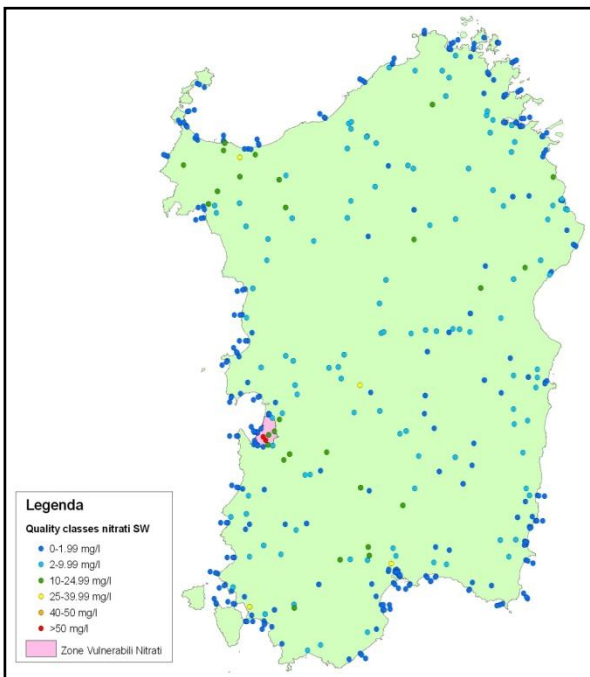 Legenda
Quality classes nitrati SW
0-1.99 mg/l
2-9.99 mg/l
10-24.99 mg/l
25-39.99 mg/l
40-50 mg/l
>50 mg/l
Zone Vulnerabili Nitrati